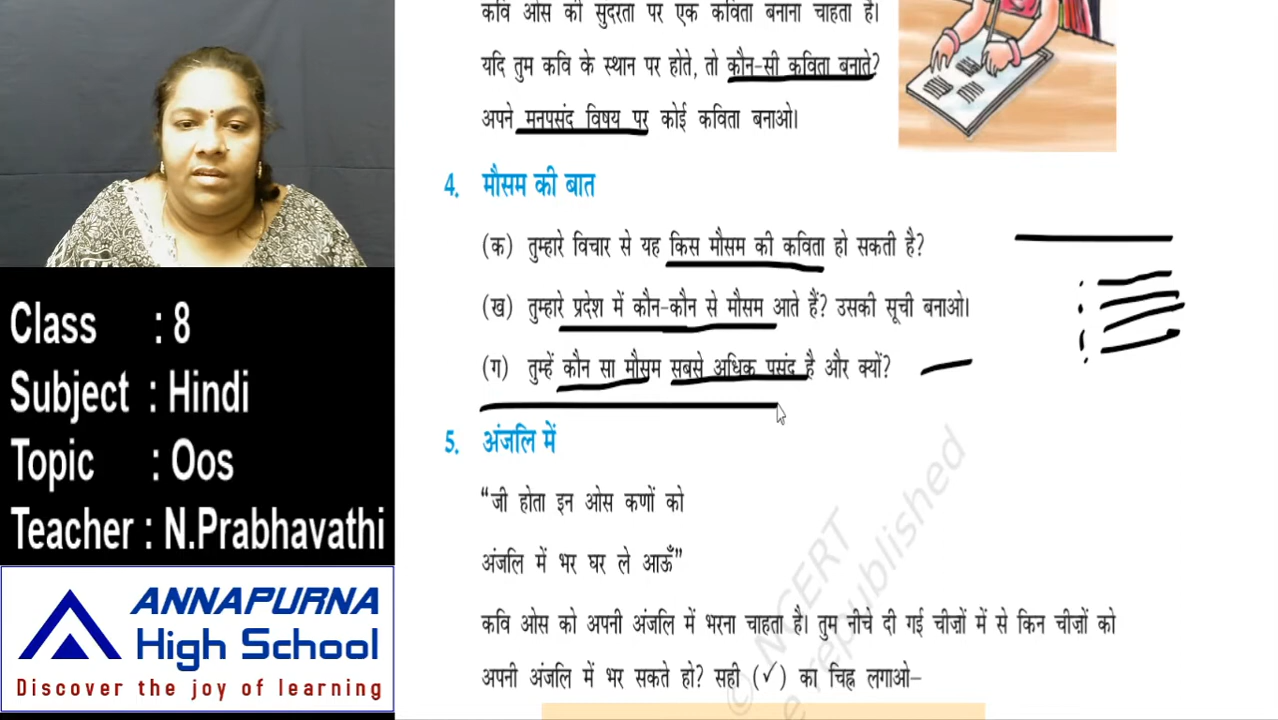 कवि ओस की सुदरता पर एक कविता बनाना चाहता है।
यदि तुम कवि के स्थान पर होते, तो कौन-सी कविता बनाते?
अपने मनपसंद विषय पर कोई कविता बनाओ।
4. मौसम की बात
(क) तुम्हारे विचार से यह किस मौसम की कविता हो सकती है?
(ख) तुम्हारे प्रदेश में कौन-कौन से मौसम आते हैं? उसकी सूची बनाओ।
(ग) तुम्हें कौन सा मौसम सबसे अधिक पसंद है और क्यों?
5. अंजलि में
“जी होता इन ओस कणों को
अंजलि में भर घर ले आऊँ”
कवि ओस को अपनी अंजलि में भरना चाहता है। तुम नीचे दी गई चीज़ों में से किन चीज़ों को
अपनी अंजलि में भर सकते हो? सही (✓) का चिह्न लगाओ–
Class : 8
Subject : Hindi
Topic : Oos
Teacher : N.Prabhavathi
ANNAPURNA
High School
Discover the joy of learning
© NCERT
be republished